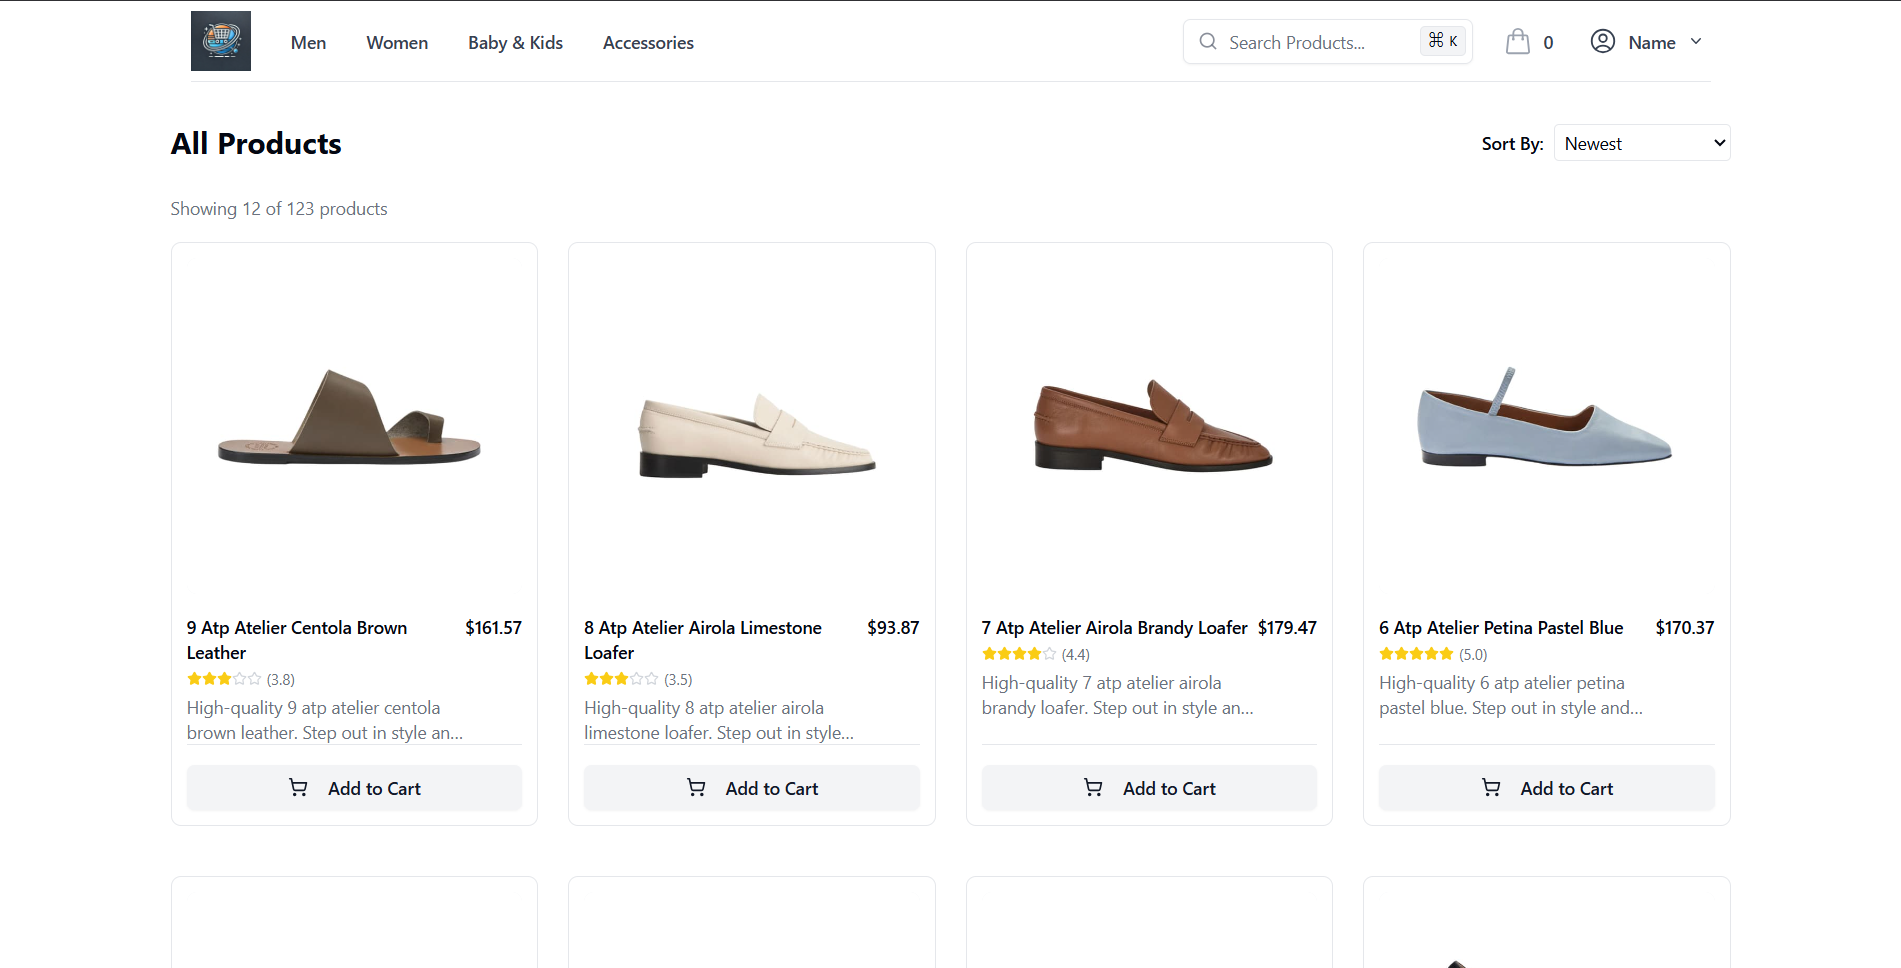 Men Women Baby & Kids Accessories Search Products... ⌘ K 0 Name
All Products
Sort By: Newest
Showing 12 of 123 products
9 Atp Atelier Centola Brown Leather $161.57
(3.8)
High-quality 9 atp atelier centola
brown leather. Step out in style an...
Add to Cart
8 Atp Atelier Airola Limestone Loafer $93.87
(3.5)
High-quality 8 atp atelier airola
limestone loafer. Step out in style...
Add to Cart
7 Atp Atelier Airola Brandy Loafer $179.47
(4.4)
High-quality 7 atp atelier airola
brandy loafer. Step out in style an...
Add to Cart
6 Atp Atelier Petina Pastel Blue $170.37
(5.0)
High-quality 6 atp atelier petina
pastel blue. Step out in style and...
Add to Cart